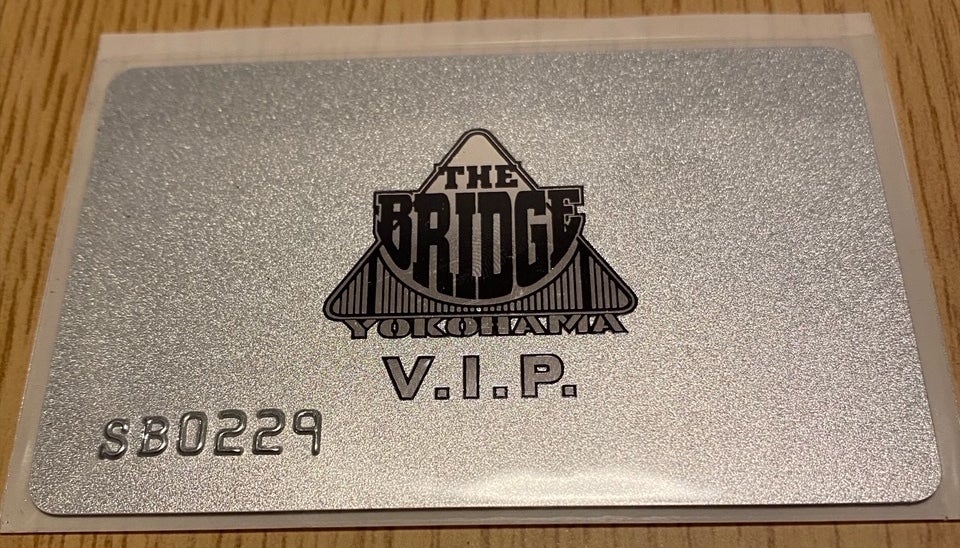 THE
BRIDGE
YOKOHAMA
V.I.P.
SB0229